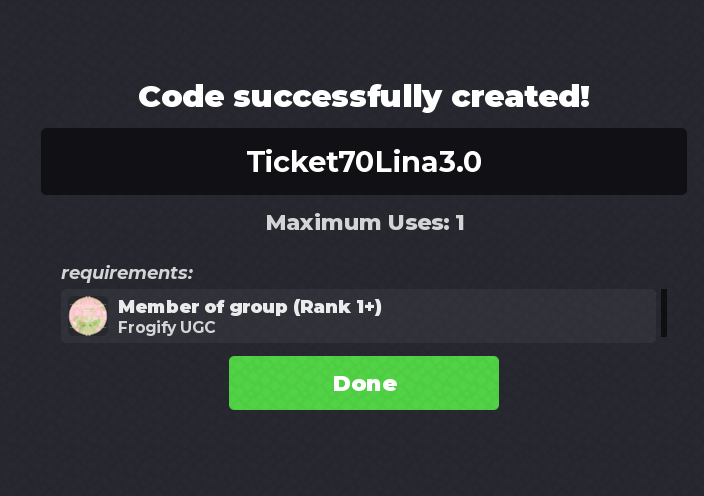 Code successfully created!
Ticket70Lina3.0
Maximum Uses: 1
requirements:
Member of group (Rank 1+)
Frogify UGC
Done